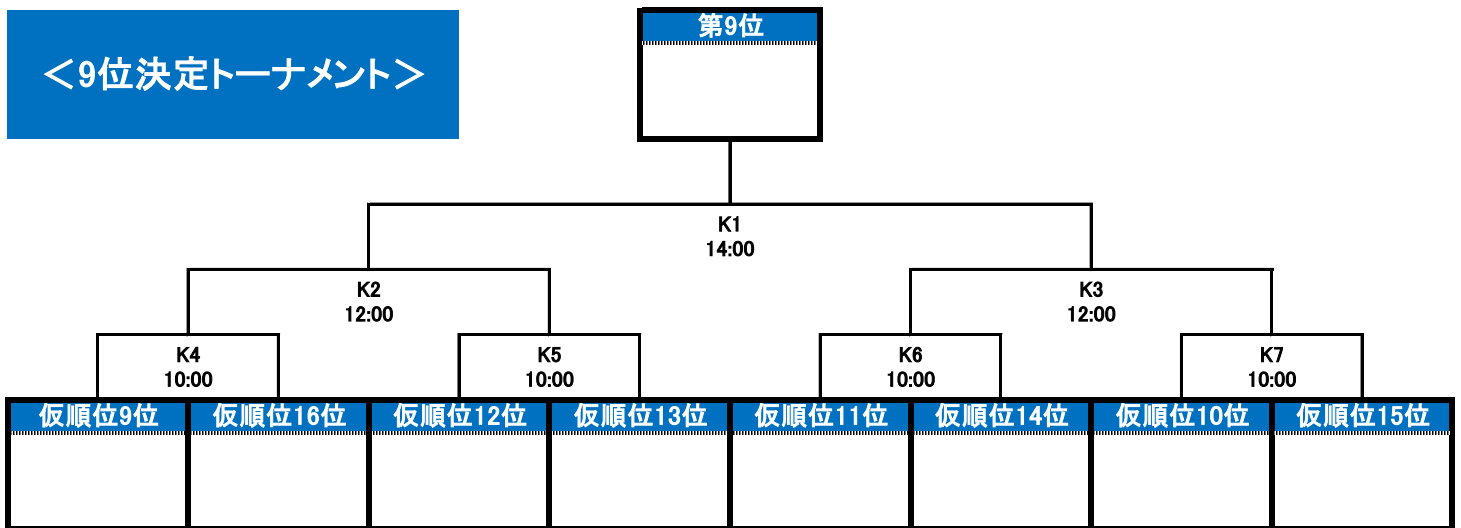 <9位決定トーナメント>
第9位
K1
14:00
K2
12:00
K3
12:00
K4
10:00
K5
10:00
K6
10:00
K7
10:00
仮順位9位
仮順位16位
仮順位12位
仮順位13位
仮順位11位
仮順位14位
仮順位10位
仮順位15位